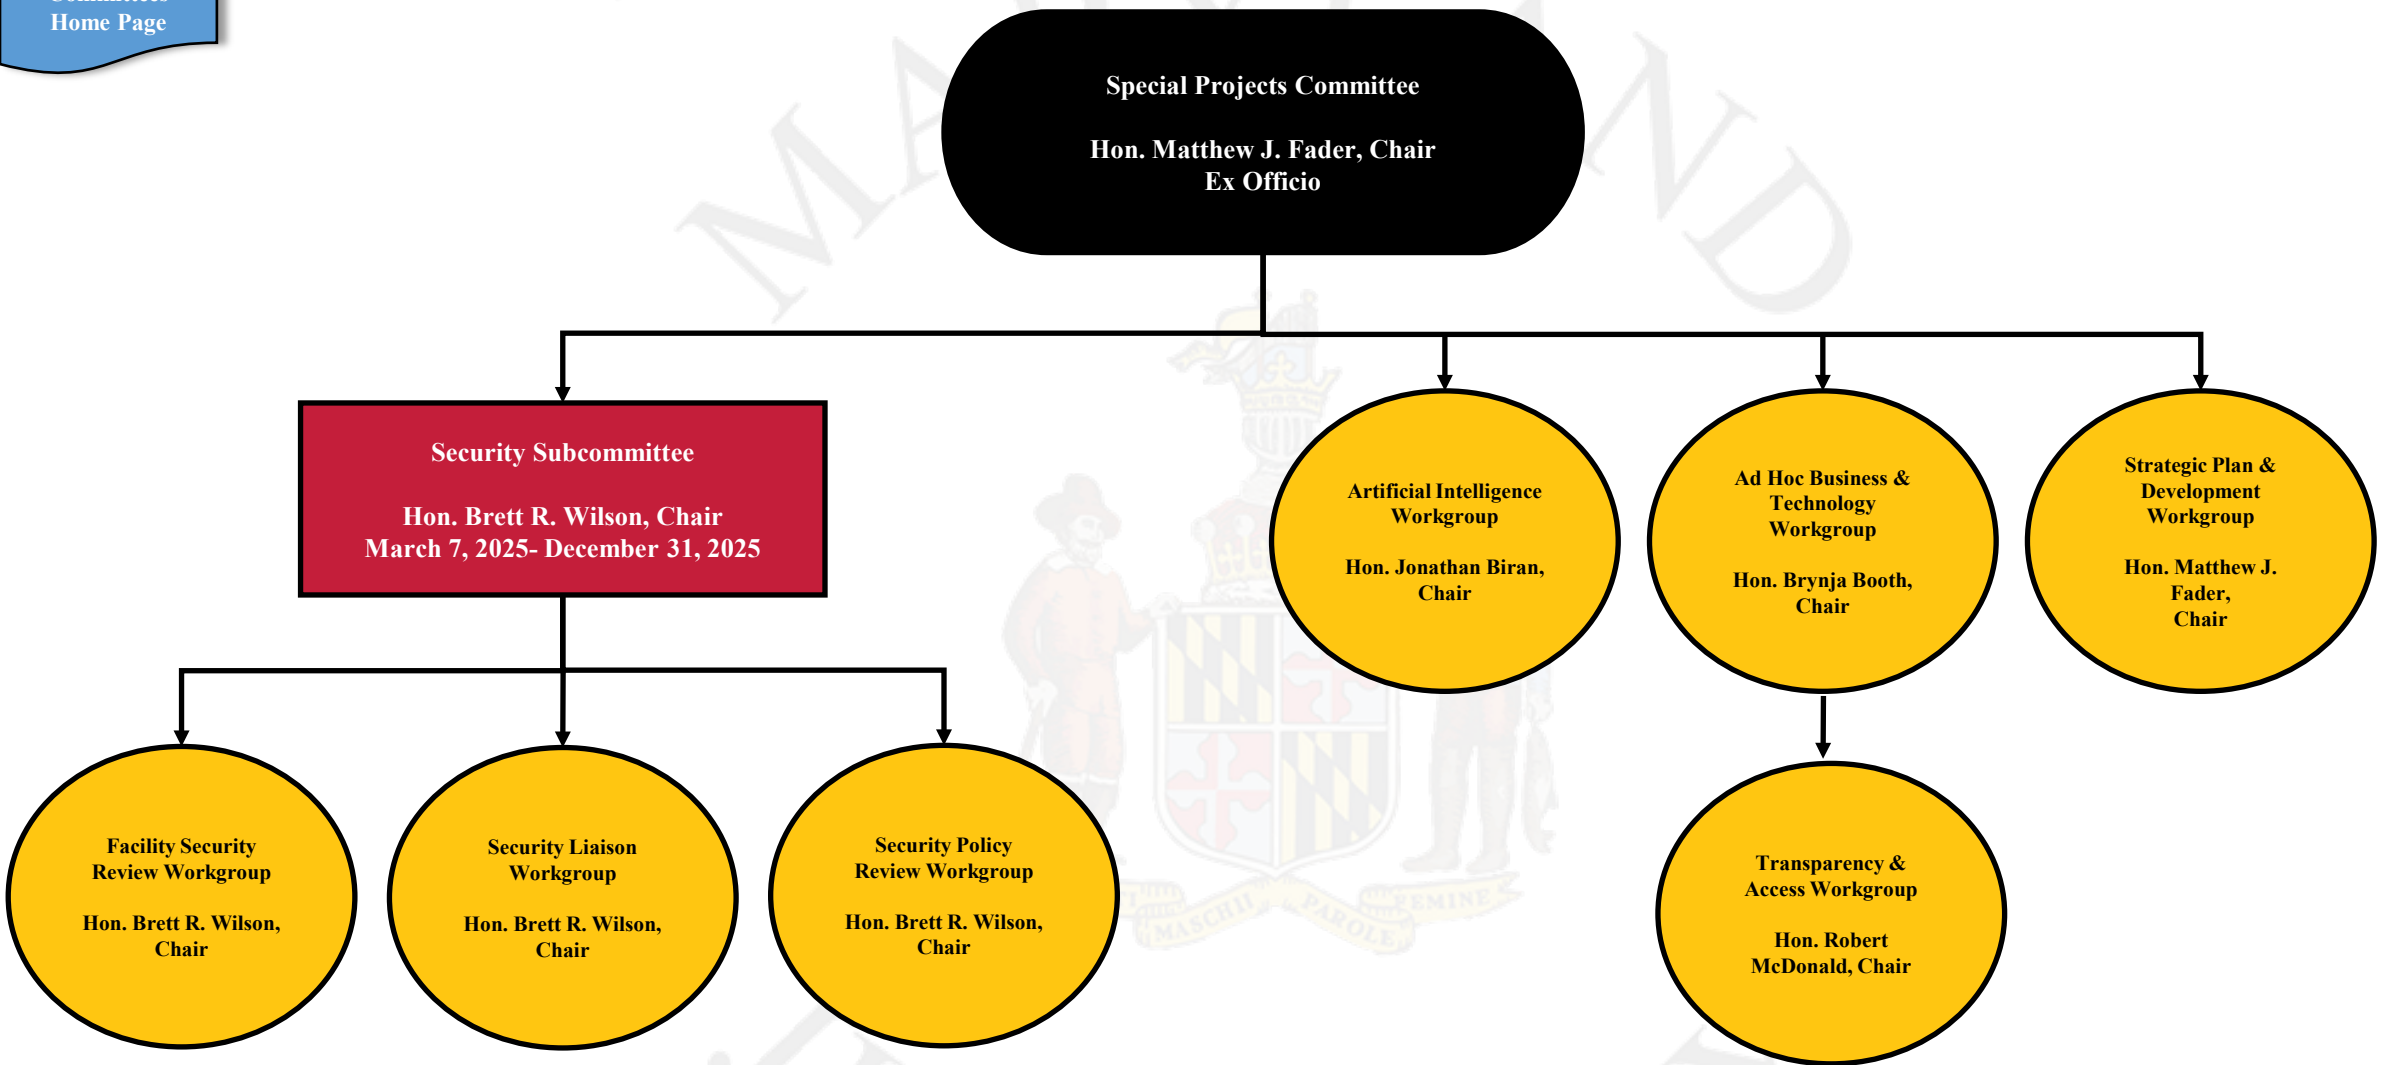 Committees
Home Page
Special Projects Committee
Hon. Matthew J. Fader, Chair
Ex Officio
Security Subcommittee
Hon. Brett R. Wilson, Chair
March 7, 2025- December 31, 2025
Artificial Intelligence
Workgroup
Hon. Jonathan Biran,
Chair
Ad Hoc Business &
Technology
Workgroup
Hon. Brynja Booth,
Chair
Strategic Plan &
Development
Workgroup
Hon. Matthew J.
Fader,
Chair
Facility Security
Review Workgroup
Hon. Brett R. Wilson,
Chair
Security Liaison
Workgroup
Hon. Brett R. Wilson,
Chair
Security Policy
Review Workgroup
Hon. Brett R. Wilson,
Chair
Transparency &
Access Workgroup
Hon. Robert
McDonald, Chair
MASCHII PAROLE FEMINE